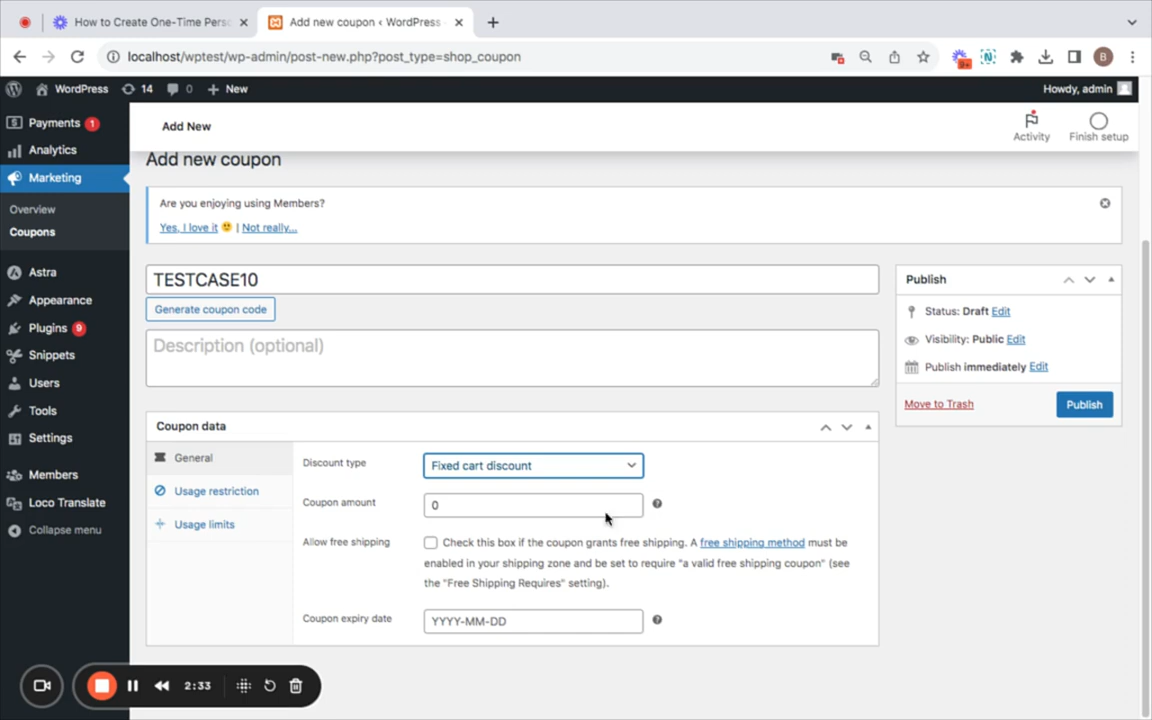 How to Create One-Time Perso
Add new coupon ‹ WordPress
localhost/wptest/wp-admin/post-new.php?post_type=shop_coupon
9+
N
B
WordPress
14
0
+ New
Howdy, admin
Payments 1
Analytics
Marketing
Overview
Coupons
Astra
Appearance
Plugins 9
Snippets
Users
Tools
Settings
Members
Loco Translate
Collapse menu
Add New
Activity
Finish setup
Add new coupon
Are you enjoying using Members?
Yes, I love it 🙂 | Not really...
TESTCASE10
Generate coupon code
Description (optional)
Coupon data
General
Usage restriction
Usage limits
Discount type
Fixed cart discount
Coupon amount
0
Allow free shipping
Check this box if the coupon grants free shipping. A free shipping method must be
enabled in your shipping zone and be set to require "a valid free shipping coupon" (see
the "Free Shipping Requires" setting).
Coupon expiry date
YYYY-MM-DD
Publish
Status: Draft Edit
Visibility: Public Edit
Publish immediately Edit
Move to Trash
Publish
2:33